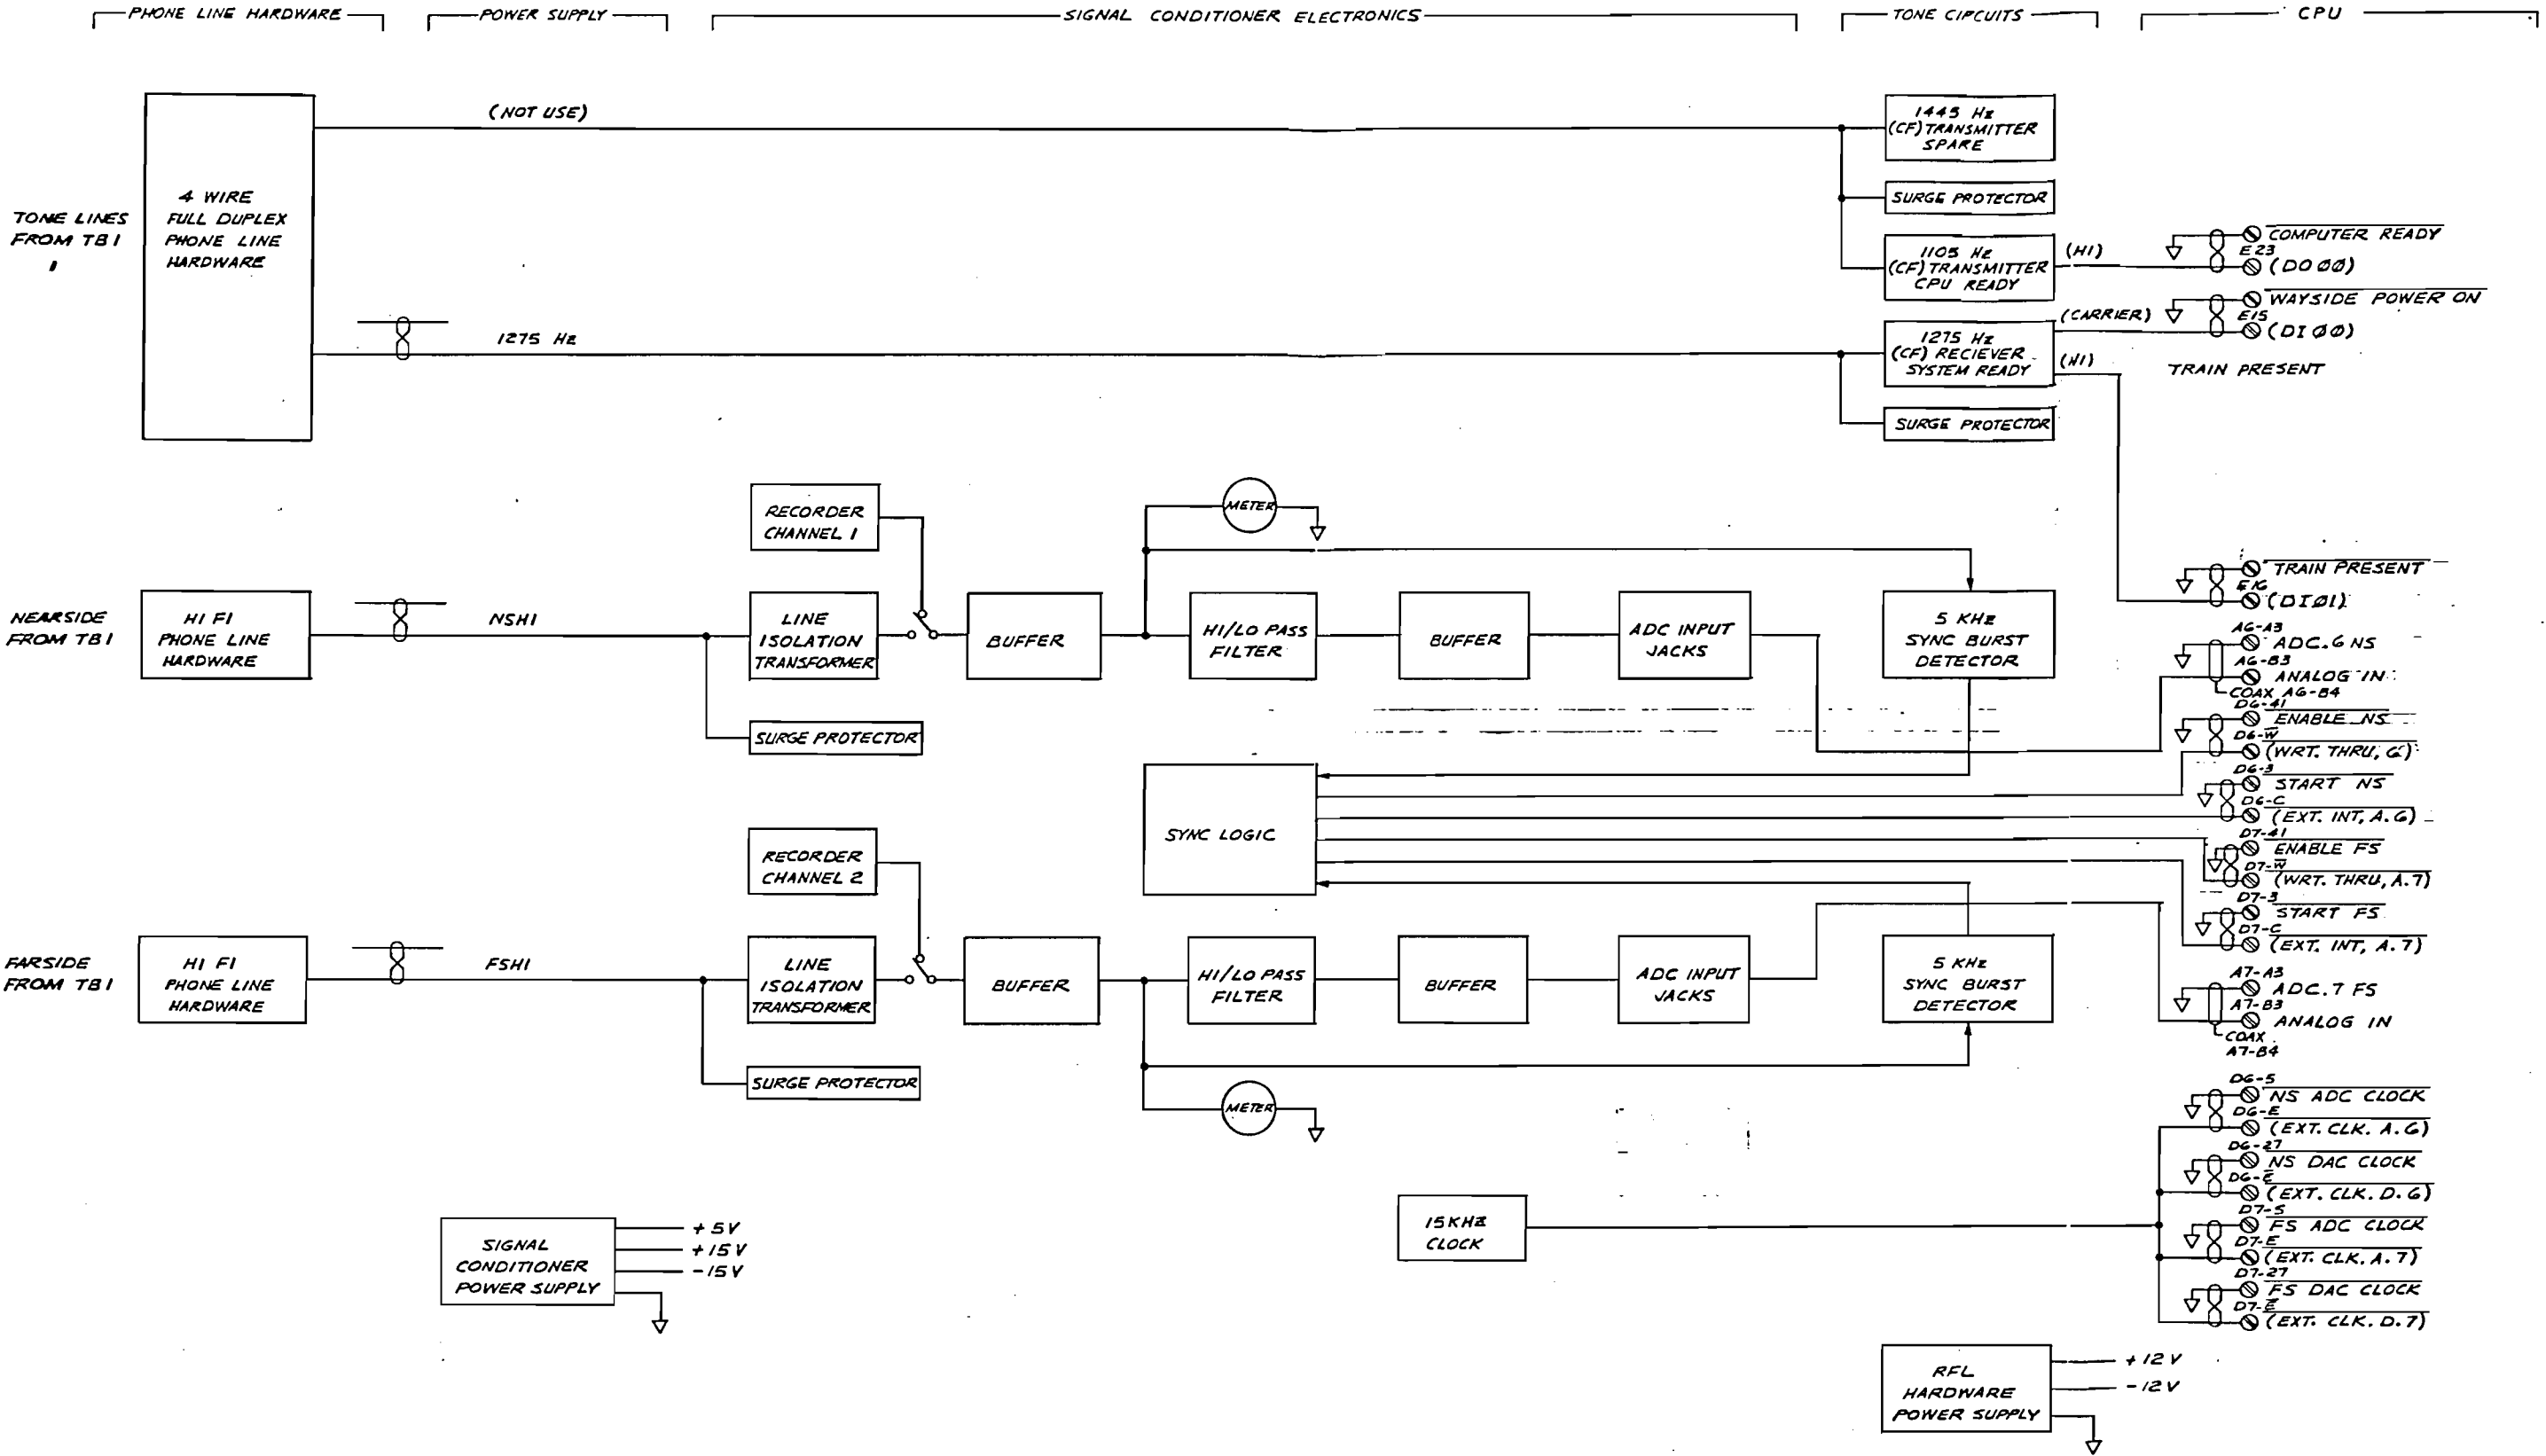 PHONE LINE HARDWARE
POWER SUPPLY
SIGNAL CONDITIONER ELECTRONICS
TONE CIRCUITS
CPU
TONE LINES
FROM TB1
4 WIRE
FULL DUPLEX
PHONE LINE
HARDWARE
(NOT USE)
1275 HZ
1445 HZ
(CF) TRANSMITTER
SPARE
SURGE PROTECTOR
1105 HZ
(CF) TRANSMITTER
CPU READY
(HI)
1275 HZ
(CF) RECIEVER
SYSTEM READY
(CARRIER)
(HI)
SURGE PROTECTOR
COMPUTER READY
E23
(DO ØØ)
WAYSIDE POWER ON
E15
(DI ØØ)
TRAIN PRESENT
TRAIN PRESENT
E16
(DI Ø1)
NEARSIDE
FROM TB1
HI FI
PHONE LINE
HARDWARE
NSHI
RECORDER
CHANNEL 1
LINE
ISOLATION
TRANSFORMER
SURGE PROTECTOR
BUFFER
METER
HI/LO PASS
FILTER
BUFFER
ADC INPUT
JACKS
5 KHZ
SYNC BURST
DETECTOR
A6-A3
ADC.6 NS
A6-B3
ANALOG IN
COAX A6-B4
D6-41
ENABLE NS
D6-W
(WRT. THRU, 6)
D6-3
START NS
D6-C
(EXT. INT, A.6)
SYNC LOGIC
D7-41
ENABLE FS
D7-W
(WRT. THRU, A.7)
D7-3
START FS
D7-C
(EXT. INT, A.7)
FARSIDE
FROM TB1
HI FI
PHONE LINE
HARDWARE
FSHI
RECORDER
CHANNEL 2
LINE
ISOLATION
TRANSFORMER
SURGE PROTECTOR
BUFFER
METER
HI/LO PASS
FILTER
BUFFER
ADC INPUT
JACKS
5 KHZ
SYNC BURST
DETECTOR
A7-A3
ADC.7 FS
A7-B3
ANALOG IN
COAX
A7-B4
D6-5
NS ADC CLOCK
D6-E
(EXT. CLK. A.6)
D6-27
NS DAC CLOCK
D6-E̅
(EXT. CLK. D.6)
D7-5
FS ADC CLOCK
D7-E
(EXT. CLK. A.7)
D7-27
FS DAC CLOCK
D7-E̅
(EXT. CLK. D.7)
15KHZ
CLOCK
SIGNAL
CONDITIONER
POWER SUPPLY
+5V
+15V
-15V
RFL
HARDWARE
POWER SUPPLY
+12V
-12V